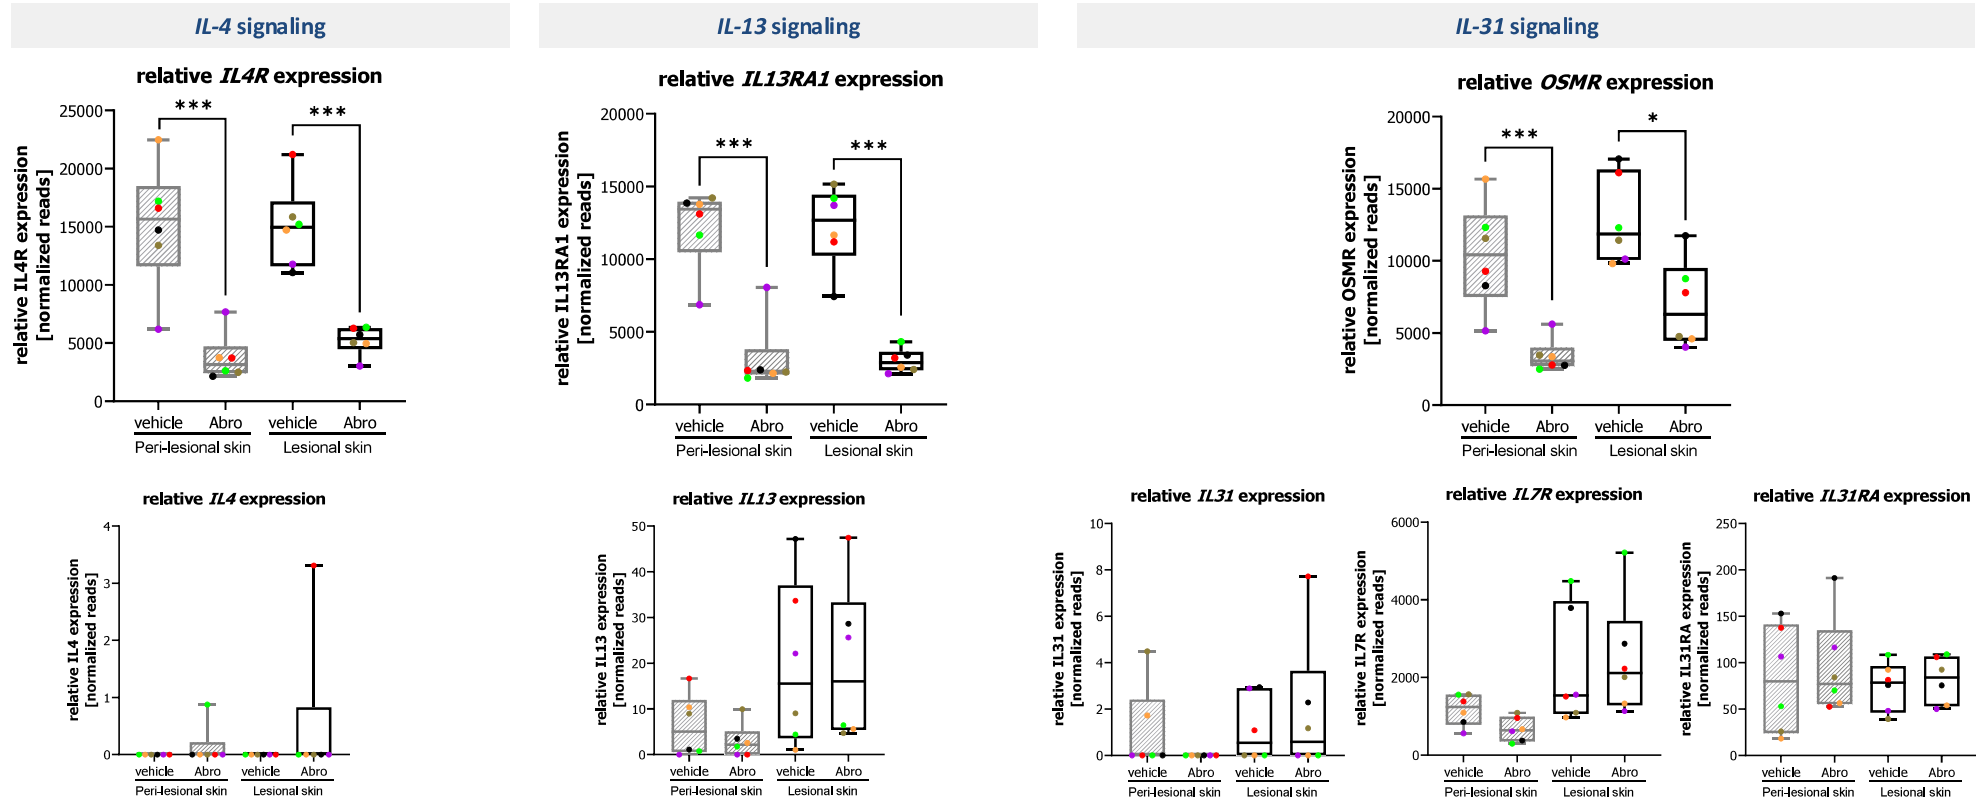 IL-4 signaling
IL-13 signaling
IL-31 signaling
relative IL4R expression
relative IL4R expression
[normalized reads]
25000
20000
15000
10000
5000
0
***
***
vehicle Abro vehicle Abro
Peri-lesional skin Lesional skin
relative IL13RA1 expression
relative IL13RA1 expression
[normalized reads]
20000
15000
10000
5000
0
***
***
vehicle Abro vehicle Abro
Peri-lesional skin Lesional skin
relative OSMR expression
relative OSMR expression
[normalized reads]
20000
15000
10000
5000
0
***
*
vehicle Abro vehicle Abro
Peri-lesional skin Lesional skin
relative IL4 expression
relative IL4 expression
[normalized reads]
4
3
2
1
0
vehicle Abro vehicle Abro
Peri-lesional skin Lesional skin
relative IL13 expression
relative IL13 expression
[normalized reads]
50
40
30
20
10
0
vehicle Abro vehicle Abro
Peri-lesional skin Lesional skin
relative IL31 expression
relative IL31 expression
[normalized reads]
10
8
6
4
2
0
vehicle Abro vehicle Abro
Peri-lesional skin Lesional skin
relative IL7R expression
relative IL7R expression
[normalized reads]
6000
4000
2000
0
vehicle Abro vehicle Abro
Peri-lesional skin Lesional skin
relative IL31RA expression
relative IL31RA expression
[normalized reads]
250
200
150
100
50
0
vehicle Abro vehicle Abro
Peri-lesional skin Lesional skin